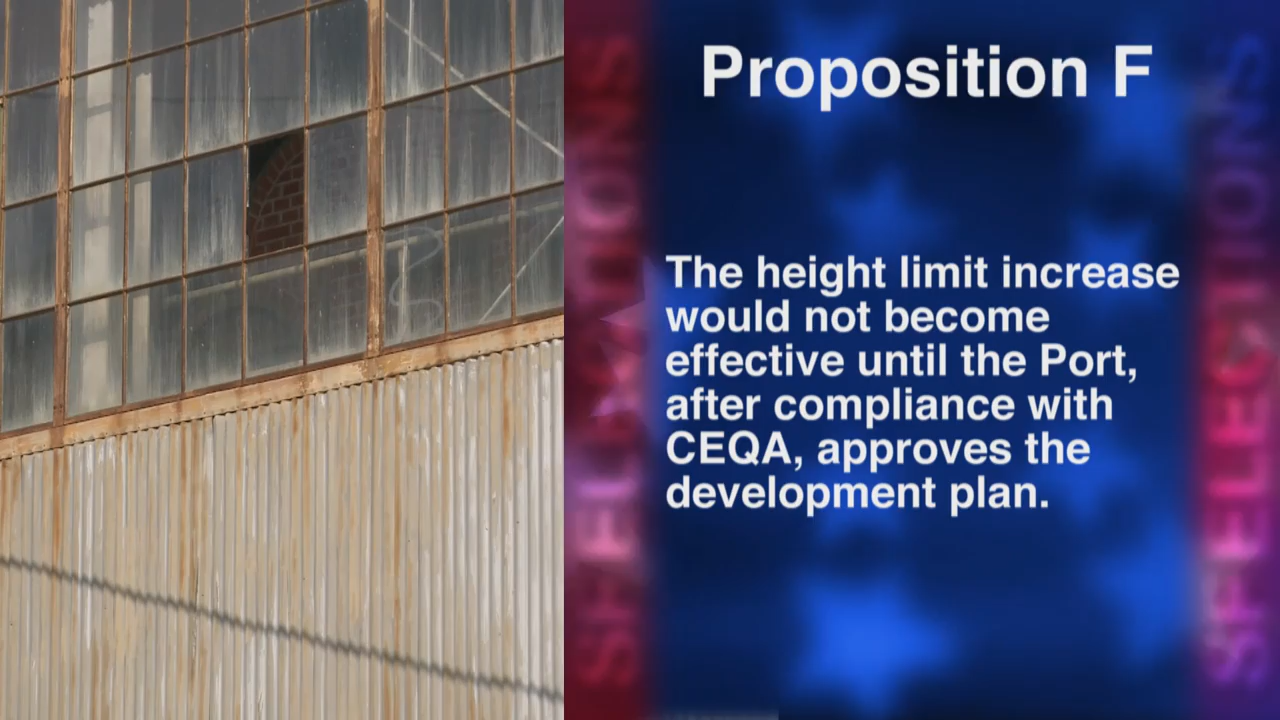 Proposition F
The height limit increase
would not become
effective until the Port,
after compliance with
CEQA, approves the
development plan.